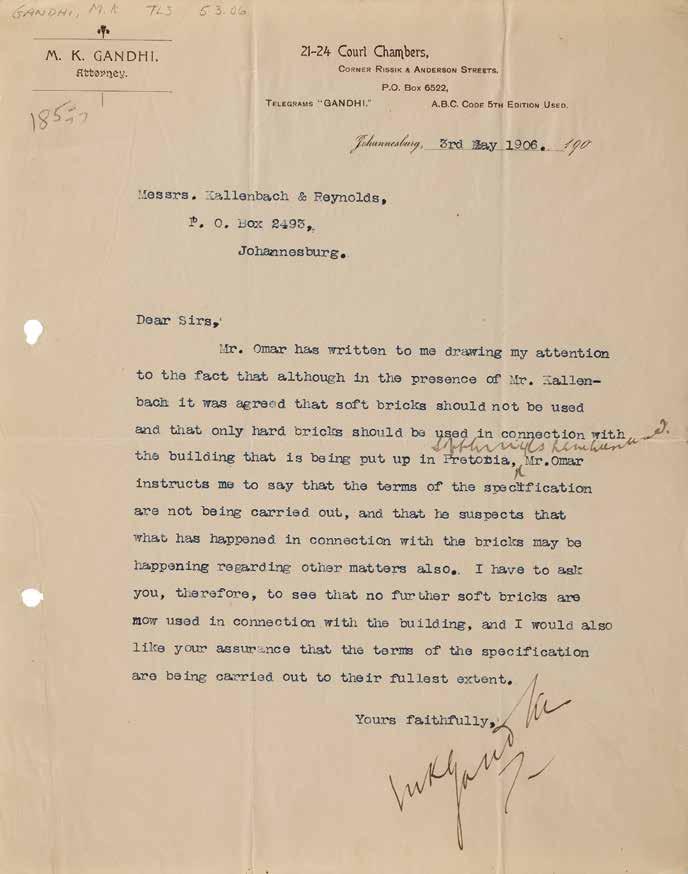 GANDHI, M.K TLS 5.3.06
M. K. GANDHI.
Attorney.
21-24 Court Chambers,
CORNER RISSIK & ANDERSON STREETS.
P.O. BOX 6522,
TELEGRAMS "GANDHI." A.B.C. CODE 5TH EDITION USED.
Johannesburg, 3rd May 1906. 190
Messrs. Kallenbach & Reynolds,
P. O. Box 2493,
Johannesburg.
Dear Sirs,
Mr. Omar has written to me drawing my attention
to the fact that although in the presence of Mr. Kallen-
bach it was agreed that soft bricks should not be used
and that only hard bricks should be used in connection with
soft bricks have been used.
the building that is being put up in Pretoria, Mr.Omar
instructs me to say that the terms of the specification
are not being carried out, and that he suspects that
what has happened in connection with the bricks may be
happening regarding other matters also. I have to ask
you, therefore, to see that no further soft bricks are
now used in connection with the building, and I would also
like your assurance that the terms of the specification
are being carried out to their fullest extent.
Yours faithfully,
MKGandhi